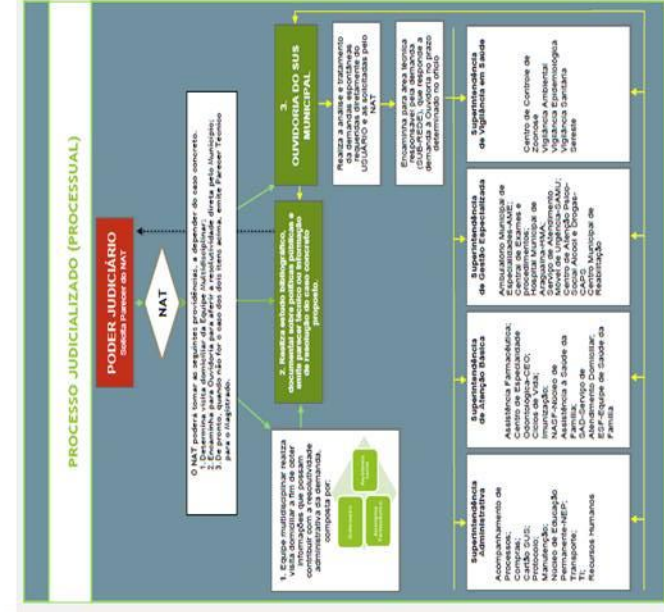 PROCESSO JUDICIALIZADO (PROCESSUAL)
PODER JUDICIÁRIO
Solicita Parecer do NAT
NAT
O NAT poderá tomar as seguintes providências, a depender do caso concreto.
1. Determina visita domiciliar da Equipe Multidisciplinar;
2. Encaminha para Ouvidoria para aferir a resolutividade direta pelo Município;
3. De pronto, quando não for o caso dos dois itens acima, emite Parecer Técnico
para o Magistrado.
1. Equipe multidisciplinar realiza
visita domiciliar a fim de obter
informações que possam
contribuir com a resolutividade
administrativa da demanda,
composta por:
2. Realiza estudo bibliográfico,
documental sobre políticas públicas e
emite parecer técnico ou informação
de resolução do caso concreto
proposto.
3.
OUVIDORIA DO SUS
MUNICIPAL
Realiza a análise e tratamento
da demandas espontâneas
requeridas diretamente do
USUÁRIO e as solicitadas pelo
NAT
Encaminha para área técnica
responsável pela demanda
(SUB-REDE), que responde a
demanda à Ouvidoria no prazo
determinado no ofício
Superintendência
Administrativa
Acompanhamento de
Processos;
Compras;
Cartão SUS;
Protocolo;
Manutenção;
Núcleo de Educação
Permanente-NEP;
Transporte;
TI;
Recursos Humanos
Superintendência
de Atenção Básica
Assistência Farmacêutica;
Centro de Especialidade
Odontológica-CEO;
Ciclos de Vida;
Imunização;
NASF-Núcleo de
Assistência à Saúde da
Família;
SAD-Serviço de
Atendimento Domiciliar;
ESF-Equipe de Saúde da
Família
Superintendência
de Gestão Especializada
Ambulatório Municipal de
Especialidades-AME;
Central de Exames e
procedimentos;
Hospital Municipal de
Araguaína-HMA;
Serviço de Atendimento
Móvel de Urgência-SAMU;
Centro de Atenção Psico-
social Álcool e Drogas-
CAPS;
Centro Municipal de
Reabilitação
Superintendência
de Vigilância em Saúde
Centro de Controle de
Zoonose
Vigilância Ambiental
Vigilância Epidemiológica
Vigilância Sanitária
Sereste